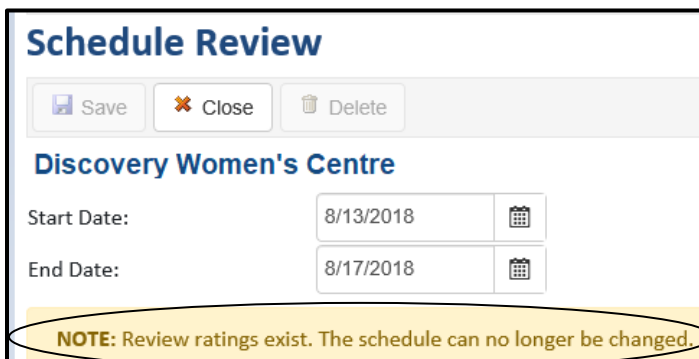 Schedule Review
Save Close Delete
Discovery Women's Centre
Start Date: 8/13/2018
End Date: 8/17/2018
NOTE: Review ratings exist. The schedule can no longer be changed.